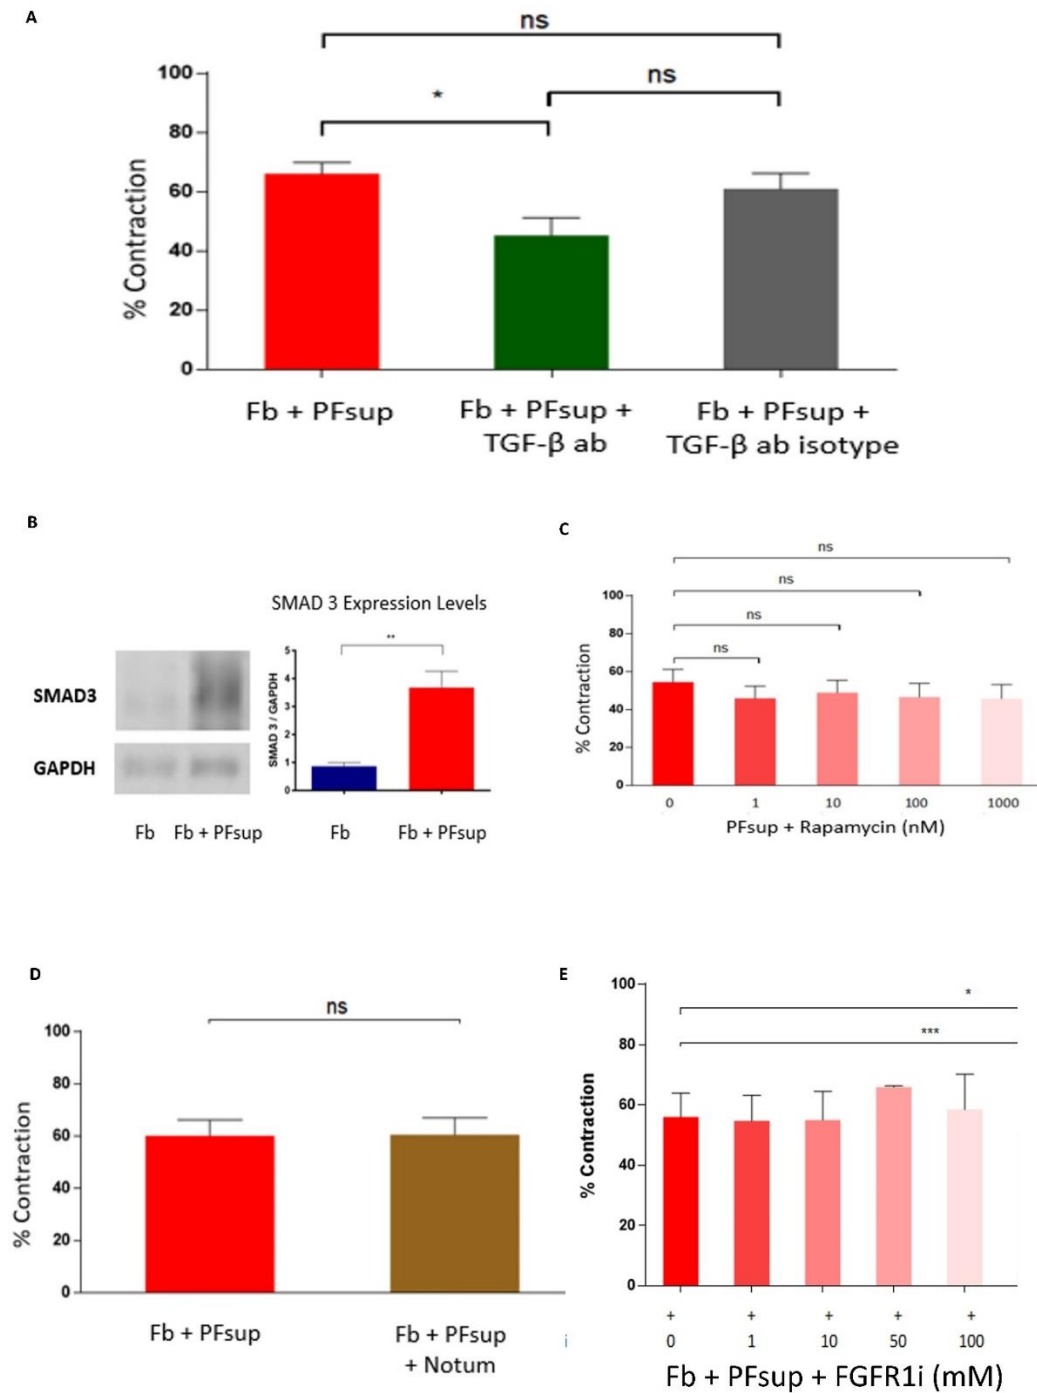 A
ns
ns
*
100
80
60
40
20
0
% Contraction
Fb + PFsup
Fb + PFsup +
TGF-β ab
Fb + PFsup +
TGF-β ab isotype
B
SMAD3
GAPDH
Fb
Fb + PFsup
SMAD 3 Expression Levels
**
5
4
3
2
1
0
SMAD 3 / GAPDH
Fb
Fb + PFsup
C
ns
ns
ns
ns
100
80
60
40
20
0
% Contraction
0 1 10 100 1000
PFsup + Rapamycin (nM)
D
ns
100
80
60
40
20
0
% Contraction
Fb + PFsup
Fb + PFsup
+ Notum
i
E
*
***
100
80
60
40
20
0
% Contraction
+ + + + +
0 1 10 50 100
Fb + PFsup + FGFR1i (mM)